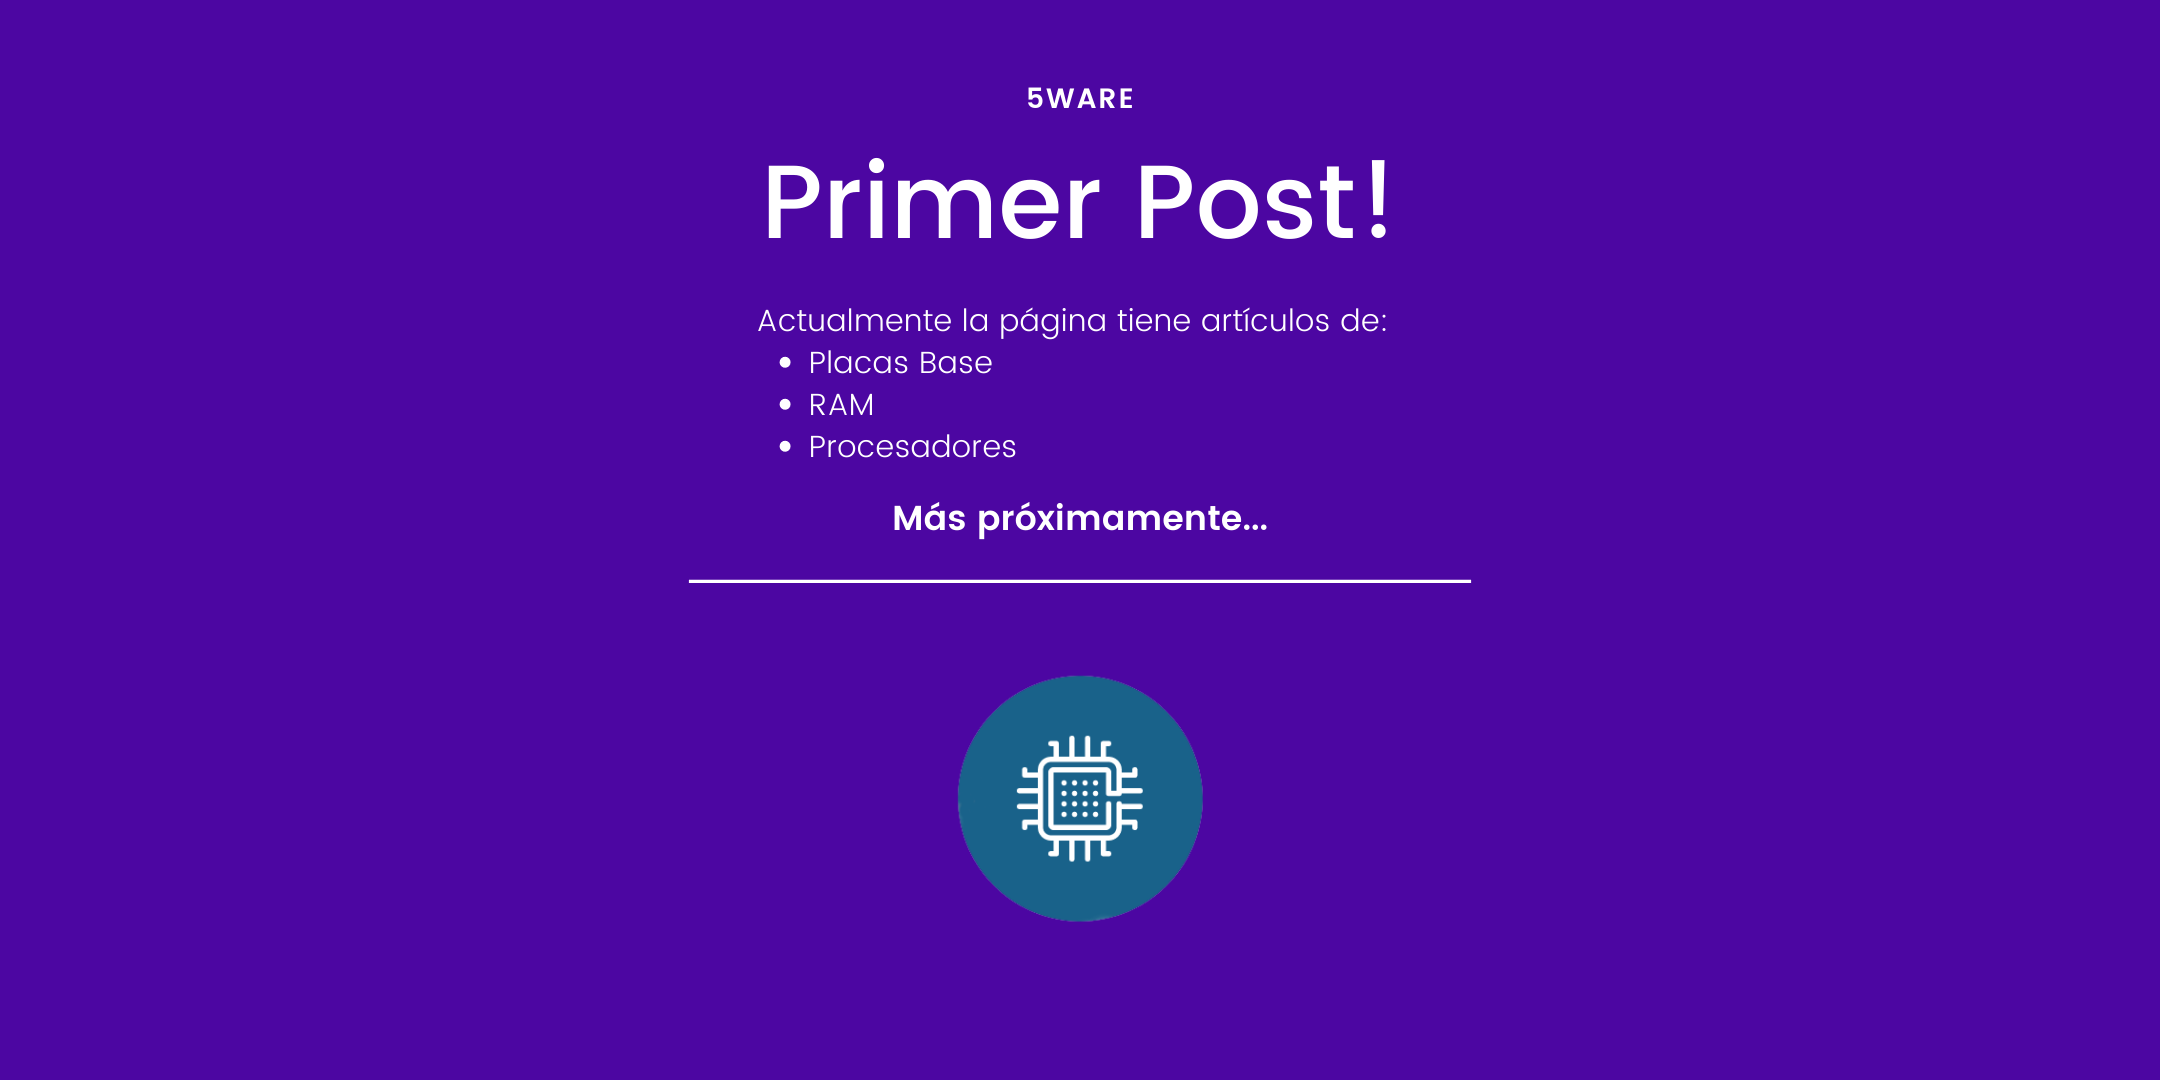 5WARE
Primer Post!
Actualmente la página tiene artículos de:
• Placas Base
• RAM
• Procesadores
Más próximamente...